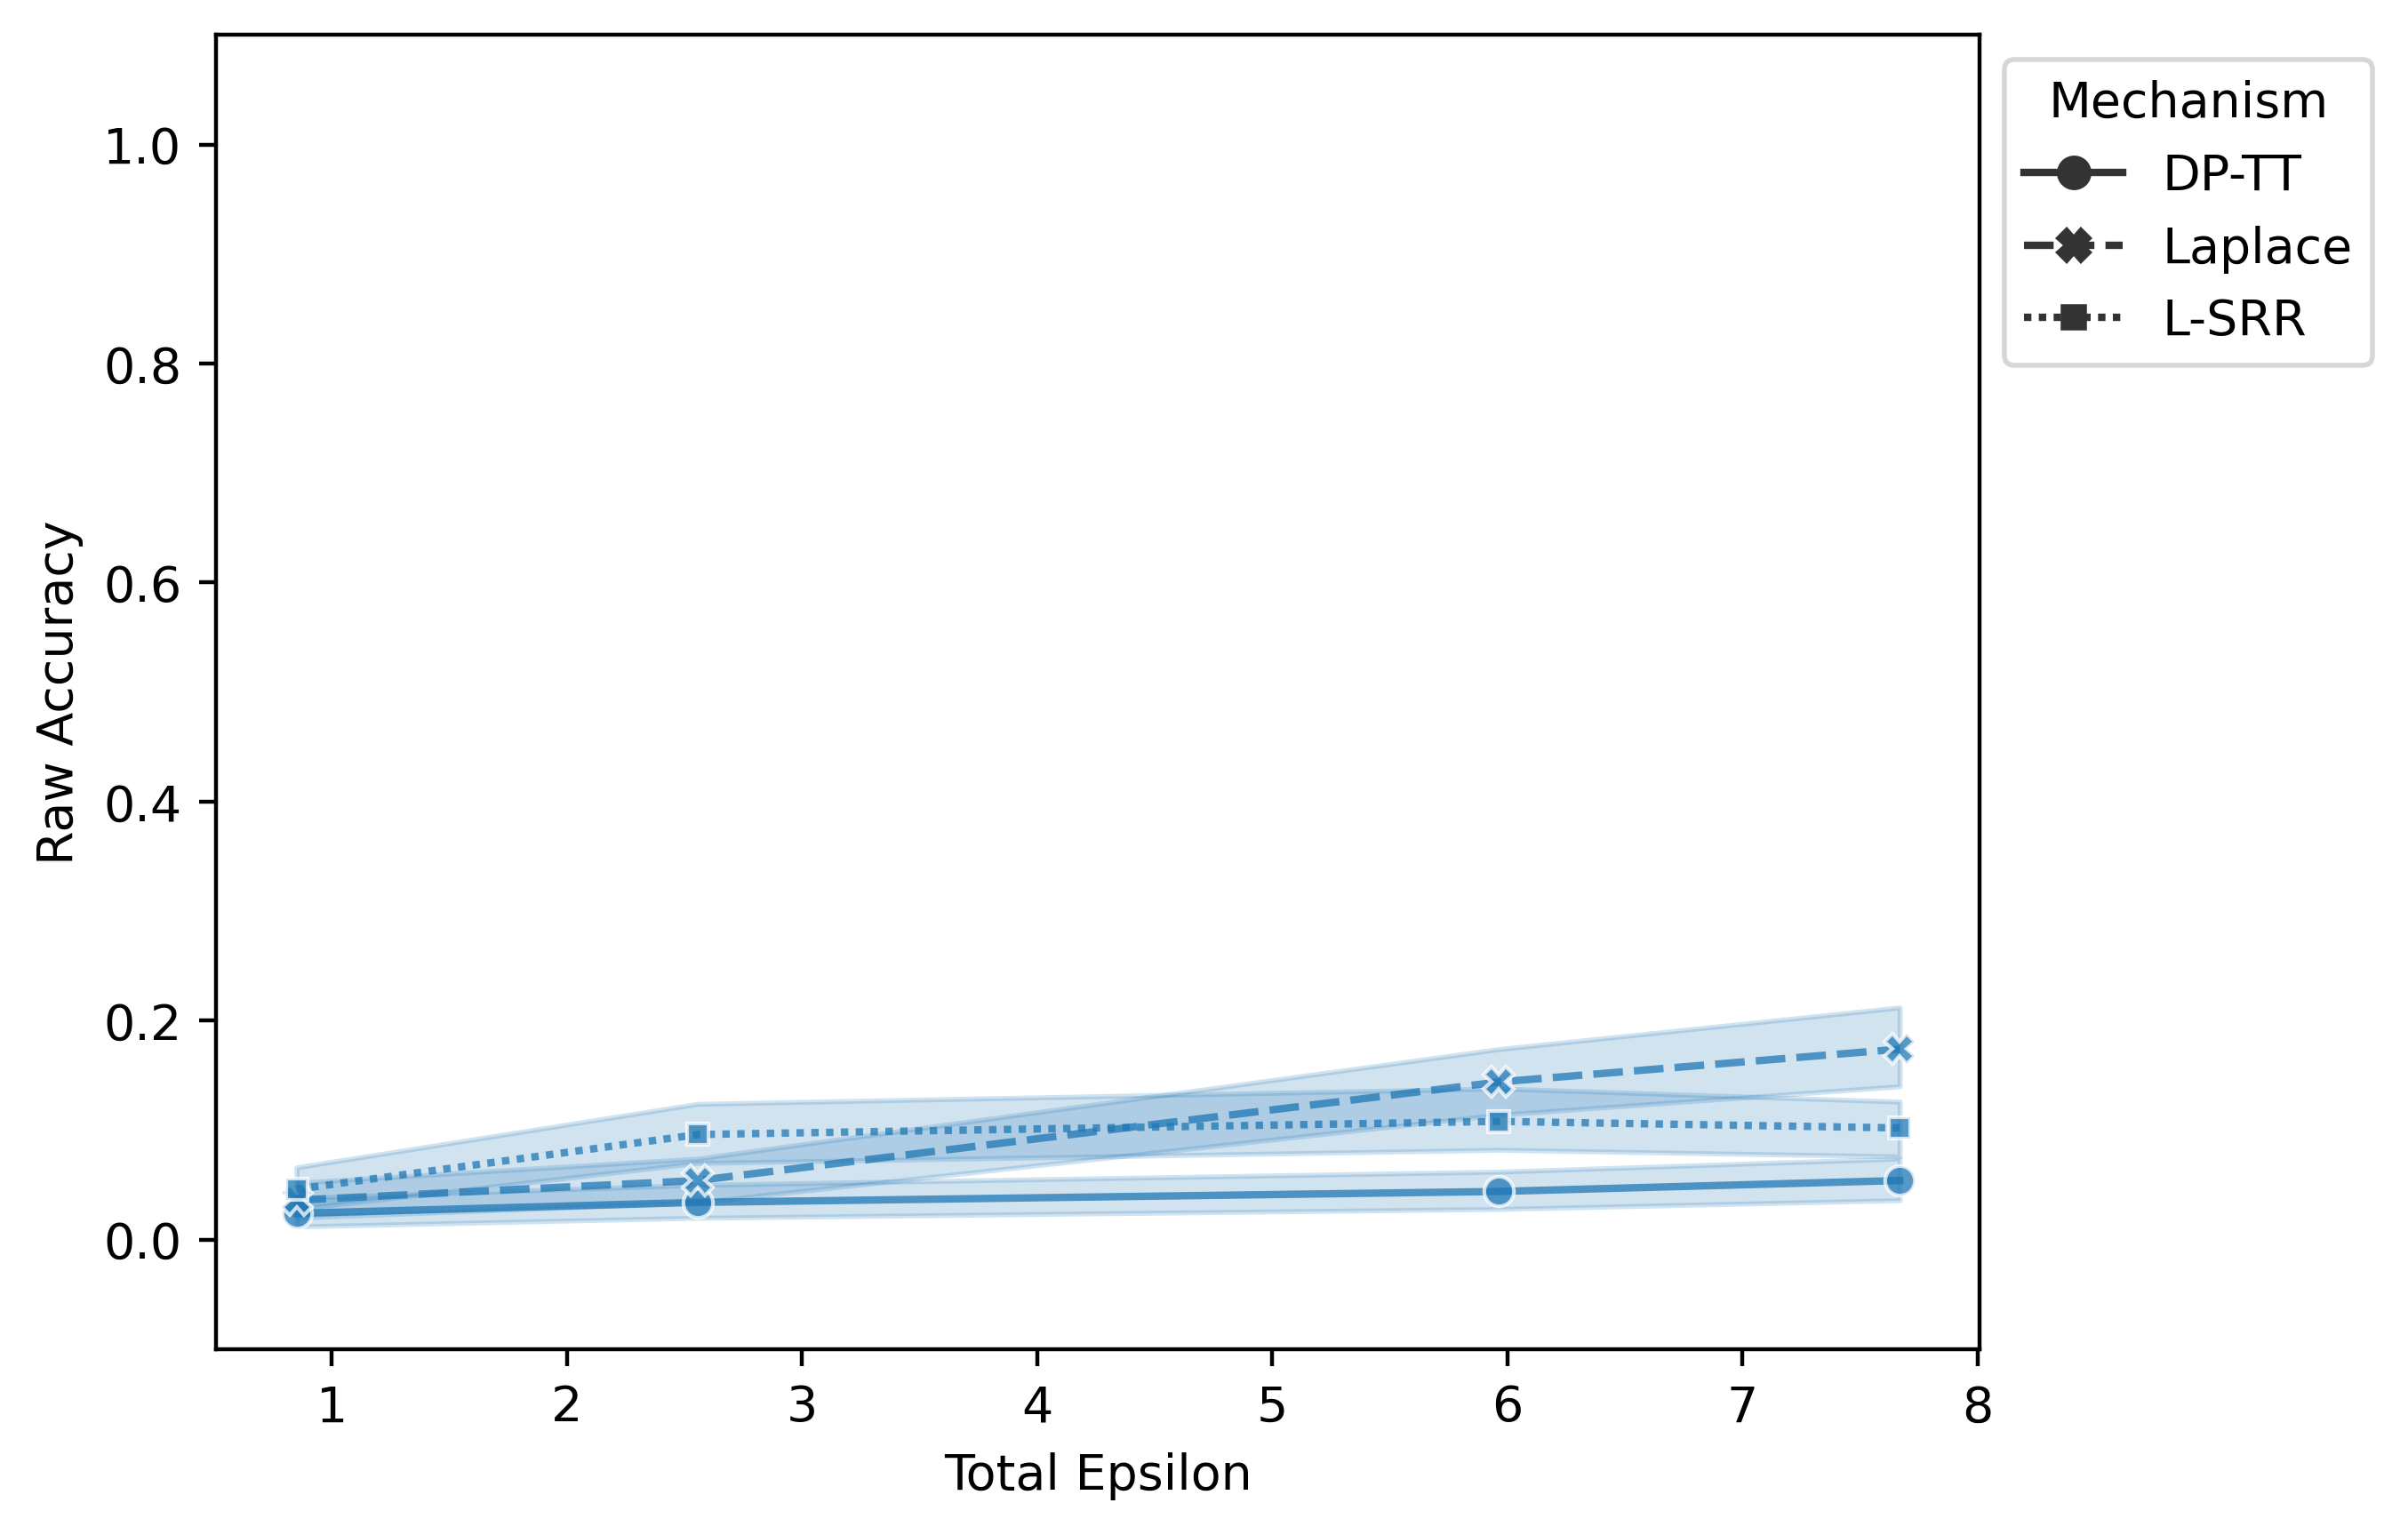 Mechanism
DP-TT
Laplace
L-SRR
Raw Accuracy
1.0
0.8
0.6
0.4
0.2
0.0
1 2 3 4 5 6 7 8
Total Epsilon